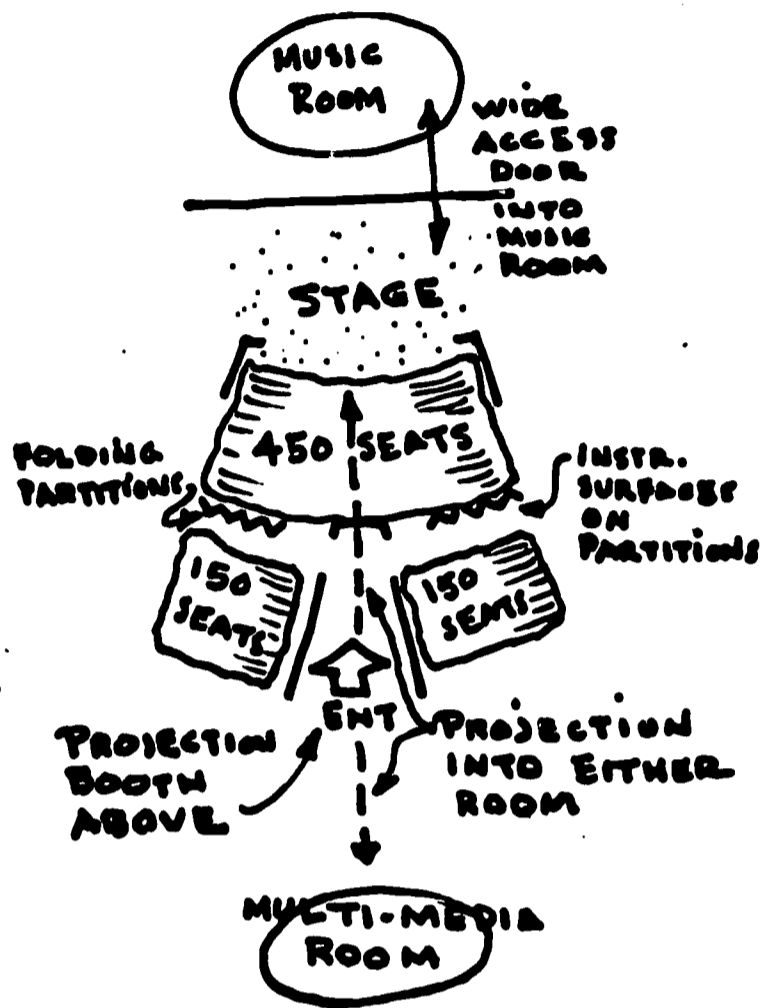 MUSIC
ROOM
WIDE
ACCESS
DOOR
INTO
MUSIC
ROOM
STAGE
450 SEATS
FOLDING
PARTITIONS
INSTR.
SURFACES
ON
PARTITIONS
150
SEATS
150
SEATS
ENT
PROJECTION
BOOTH
ABOVE
PROJECTION
INTO EITHER
ROOM
MULTI-MEDIA
ROOM